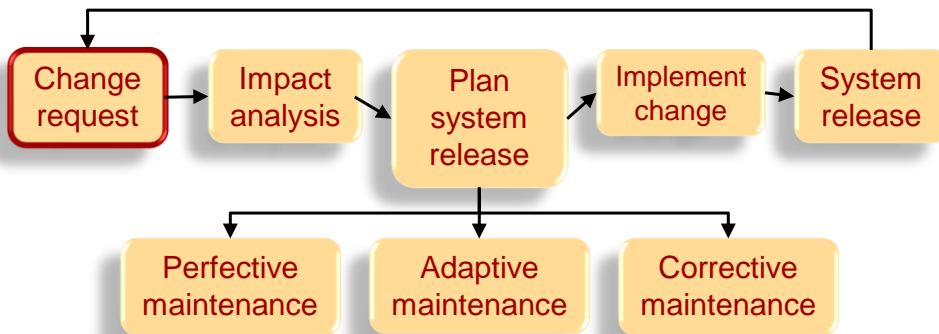 Change
request
Impact
analysis
Plan
system
release
Implement
change
System
release
Perfective
maintenance
Adaptive
maintenance
Corrective
maintenance